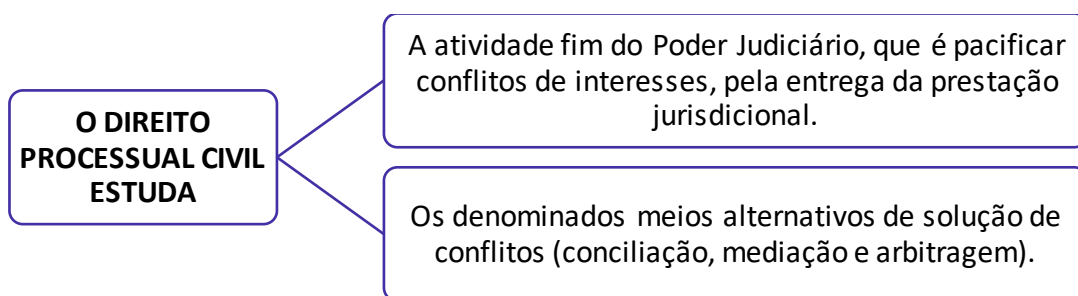 O DIREITO
PROCESSUAL CIVIL
ESTUDA
A atividade fim do Poder Judiciário, que é pacificar
conflitos de interesses, pela entrega da prestação
jurisdicional.
Os denominados meios alternativos de solução de
conflitos (conciliação, mediação e arbitragem).